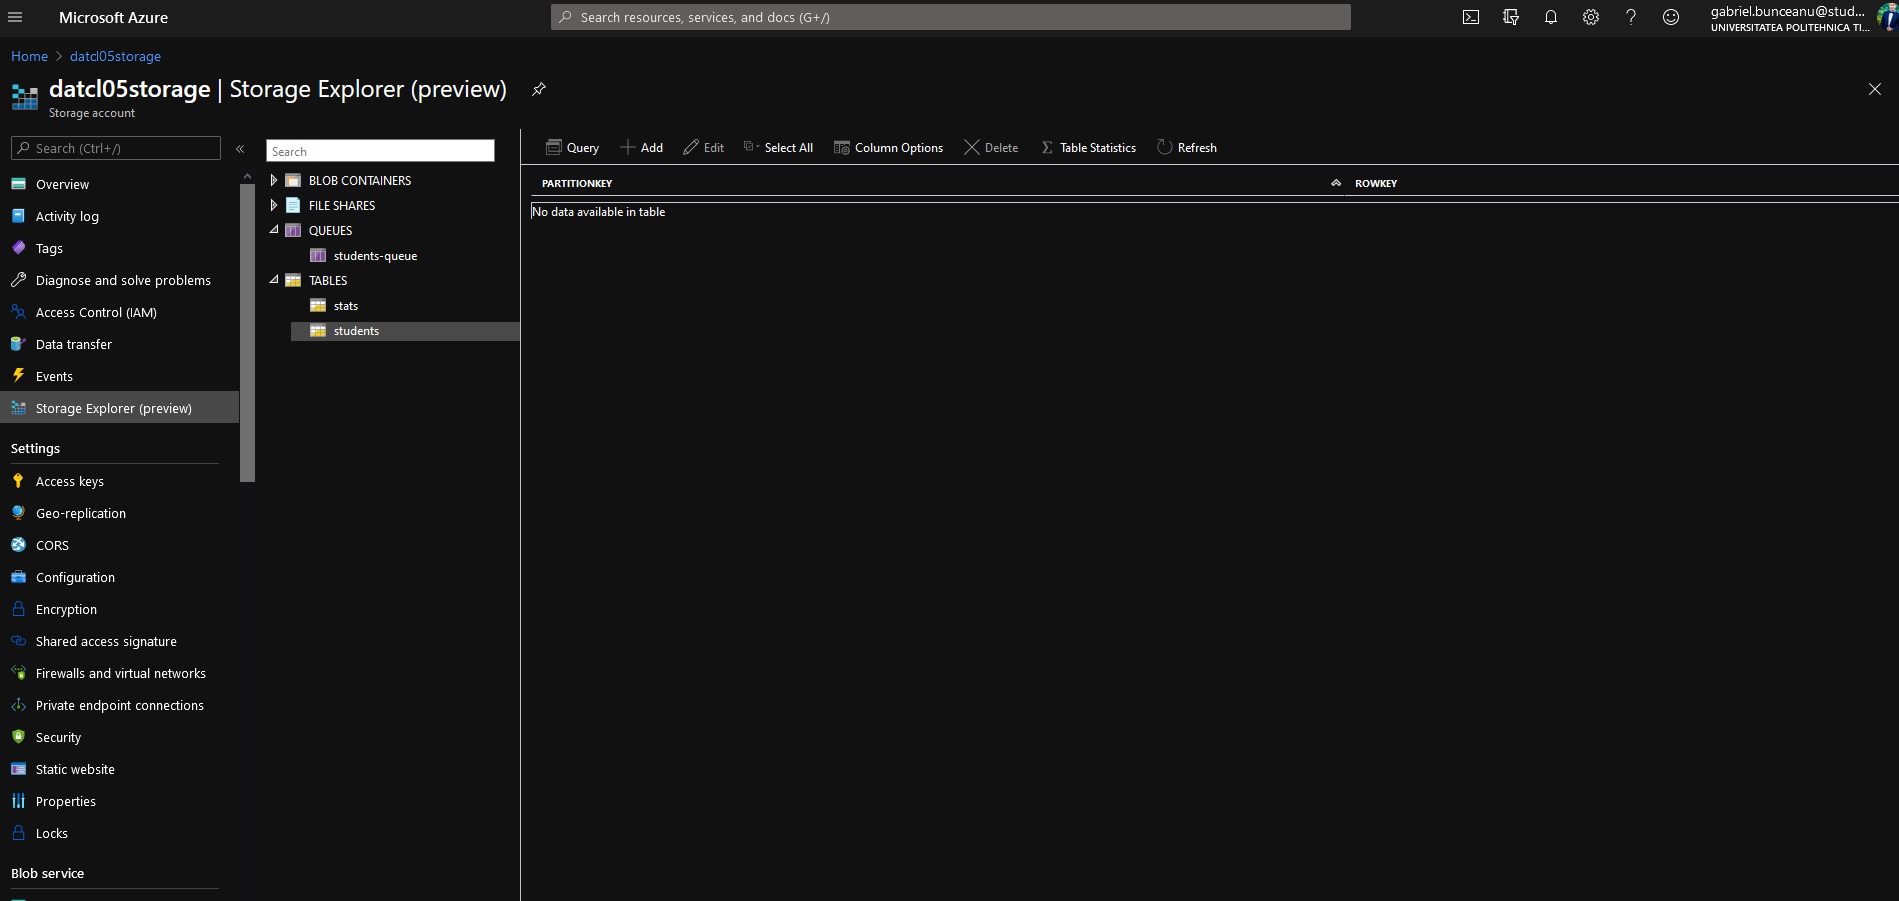 Microsoft Azure
Search resources, services, and docs (G+/)
gabriel.bunceanu@stud...
UNIVERSITATEA POLITEHNICA TI...
Home > datcl05storage
datcl05storage | Storage Explorer (preview)
Storage account
Search (Ctrl+/)
«
Overview
Activity log
Tags
Diagnose and solve problems
Access Control (IAM)
Data transfer
Events
Storage Explorer (preview)
Settings
Access keys
Geo-replication
CORS
Configuration
Encryption
Shared access signature
Firewalls and virtual networks
Private endpoint connections
Security
Static website
Properties
Locks
Blob service
Search
BLOB CONTAINERS
FILE SHARES
QUEUES
students-queue
TABLES
stats
students
Query Add Edit Select All Column Options Delete Table Statistics Refresh
PARTITIONKEY ROWKEY
No data available in table